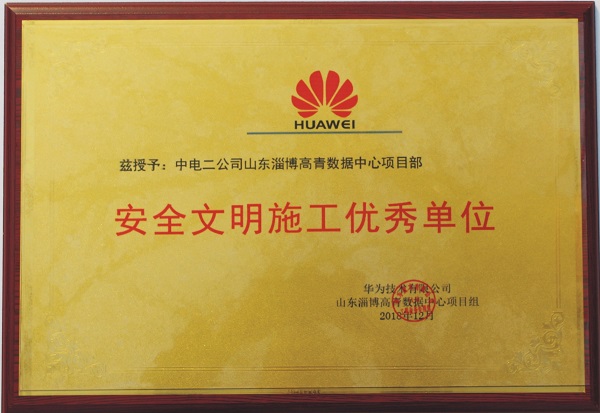 HUAWEI
兹授予：中电二公司山东淄博高青数据中心项目部
安全文明施工优秀单位
华为技术有限公司
山东淄博高青数据中心项目组
2018年12月